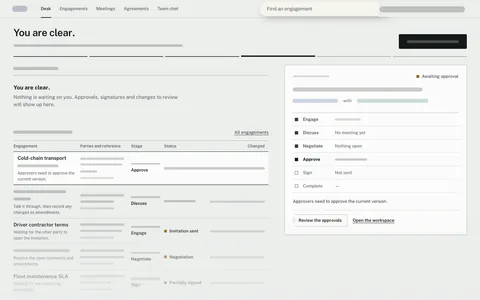 Desk Engagements Meetings Agreements Team chat
Find an engagement
You are clear.
Awaiting approval
You are clear.
Nothing is waiting on you. Approvals, signatures and changes to review
will show up here.
with
Engage
Discuss No meeting yet
Negotiate Nothing open
Approve
Sign Not sent
Complete –
Approvers need to approve the current version.
Review the approvals Open the workspace
All engagements
Engagement Parties and reference Stage Status Changed
Cold-chain transport
Approvers need to approve the
current version.
Approve
Talk it through, then record any
changes as amendments.
Discuss
Driver contractor terms
Waiting for the other party to
open the invitation.
Engage Invitation sent
Resolve the open comments and
amendments.
Negotiate Negotiation
Fleet maintenance SLA
Sign Partially signed